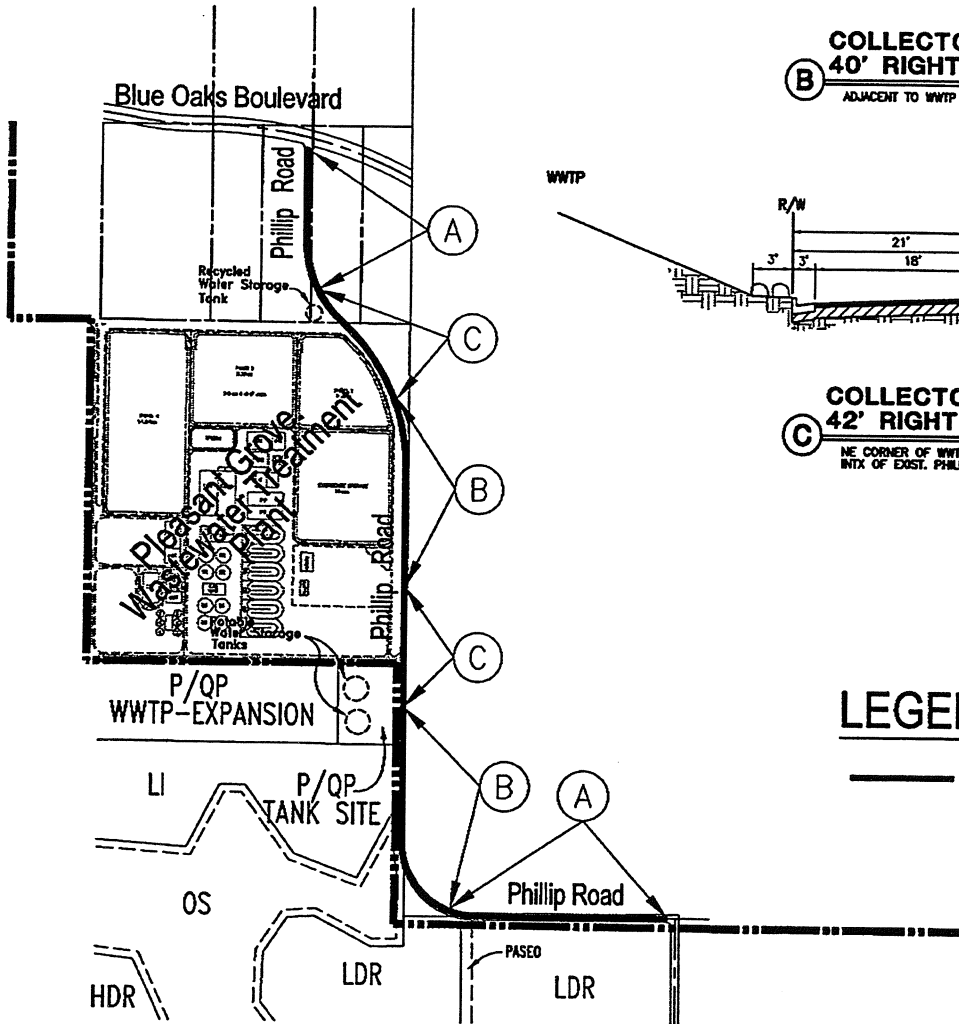 COLLECTO
40' RIGHT
B
ADJACENT TO WWTP
Blue Oaks Boulevard
Phillip Road
WWTP
R/W
21'
3'
3'
18'
A
Recycled
Water Storage
Tank
C
COLLECTO
42' RIGHT
C
NE CORNER OF WWT
INTX OF EXIST. PHIL
Pleasant Grove
Wastewater Treatment
Plant
B
Phillip Road
Potable
Water Storage
Tanks
C
P/QP
WWTP-EXPANSION
LEGE
LI
P/QP
TANK SITE
B
A
OS
Phillip Road
PASEO
LDR
LDR
HDR